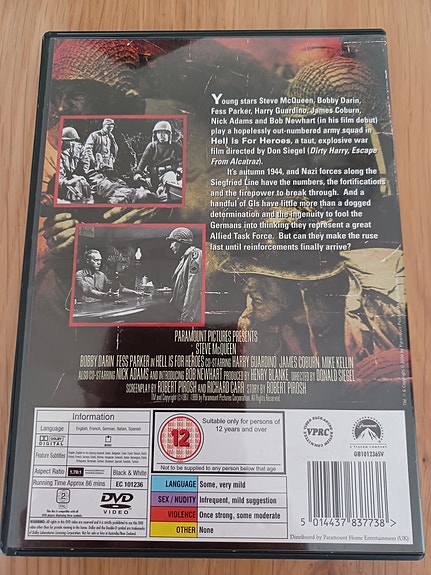 Young stars Steve McQueen, Bobby Darin,
Fess Parker, Harry Guardino, James Coburn,
Nick Adams and Bob Newhart (in his film debut)
play a hopelessly out-numbered army squad in
Hell Is For Heroes, a taut, explosive war
film directed by Don Siegel (Dirty Harry, Escape
From Alcatraz).
It's autumn 1944, and Nazi forces along the
Siegfried Line have the numbers, the fortifications
and the firepower to break through. And a
handful of GIs have little more than a dogged
determination and the ingenuity to fool the
Germans into thinking they represent a great
Allied Task Force. But can they make the ruse
last until reinforcements finally arrive?
PARAMOUNT PICTURES PRESENTS
STEVE McQUEEN
BOBBY DARIN FESS PARKER IN HELL IS FOR HEROES CO-STARRING HARRY GUARDINO, JAMES COBURN, MIKE KELLIN
ALSO CO-STARRING NICK ADAMS AND INTRODUCING BOB NEWHART PRODUCED BY HENRY BLANKE DIRECTED BY DONALD SIEGEL
SCREENPLAY BY ROBERT PIROSH AND RICHARD CARR STORY BY ROBERT PIROSH
Information
Language
English, French, German, Italian, Spanish
DOLBY
DIGITAL
MONO
Subtitles
Aspect Ratio
1.78:1
Black & White
Running Time Approx 86 mins
EC 101236
2
PAL
DVD
VIDEO
12
Suitable only for persons of
12 years and over
Not to be supplied to any person below that age
LANGUAGE Some, very mild
SEX / NUDITY Infrequent, mild suggestion
VIOLENCE Once strong, some moderate
OTHER None
VPRC
Paramount
GB101236SV
5 014437 837738 >
Distributed by Paramount Home Entertainment (UK)